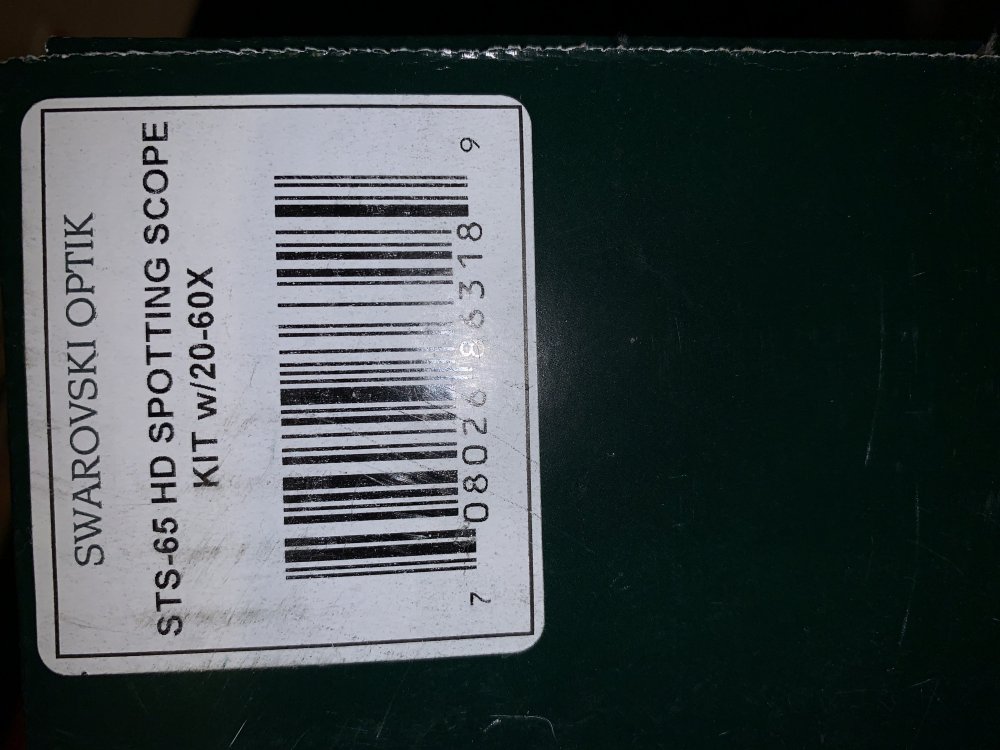 SWAROVSKI OPTIK
STS-65 HD SPOTTING SCOPE
KIT w/20-60X
7 08026 86318 9